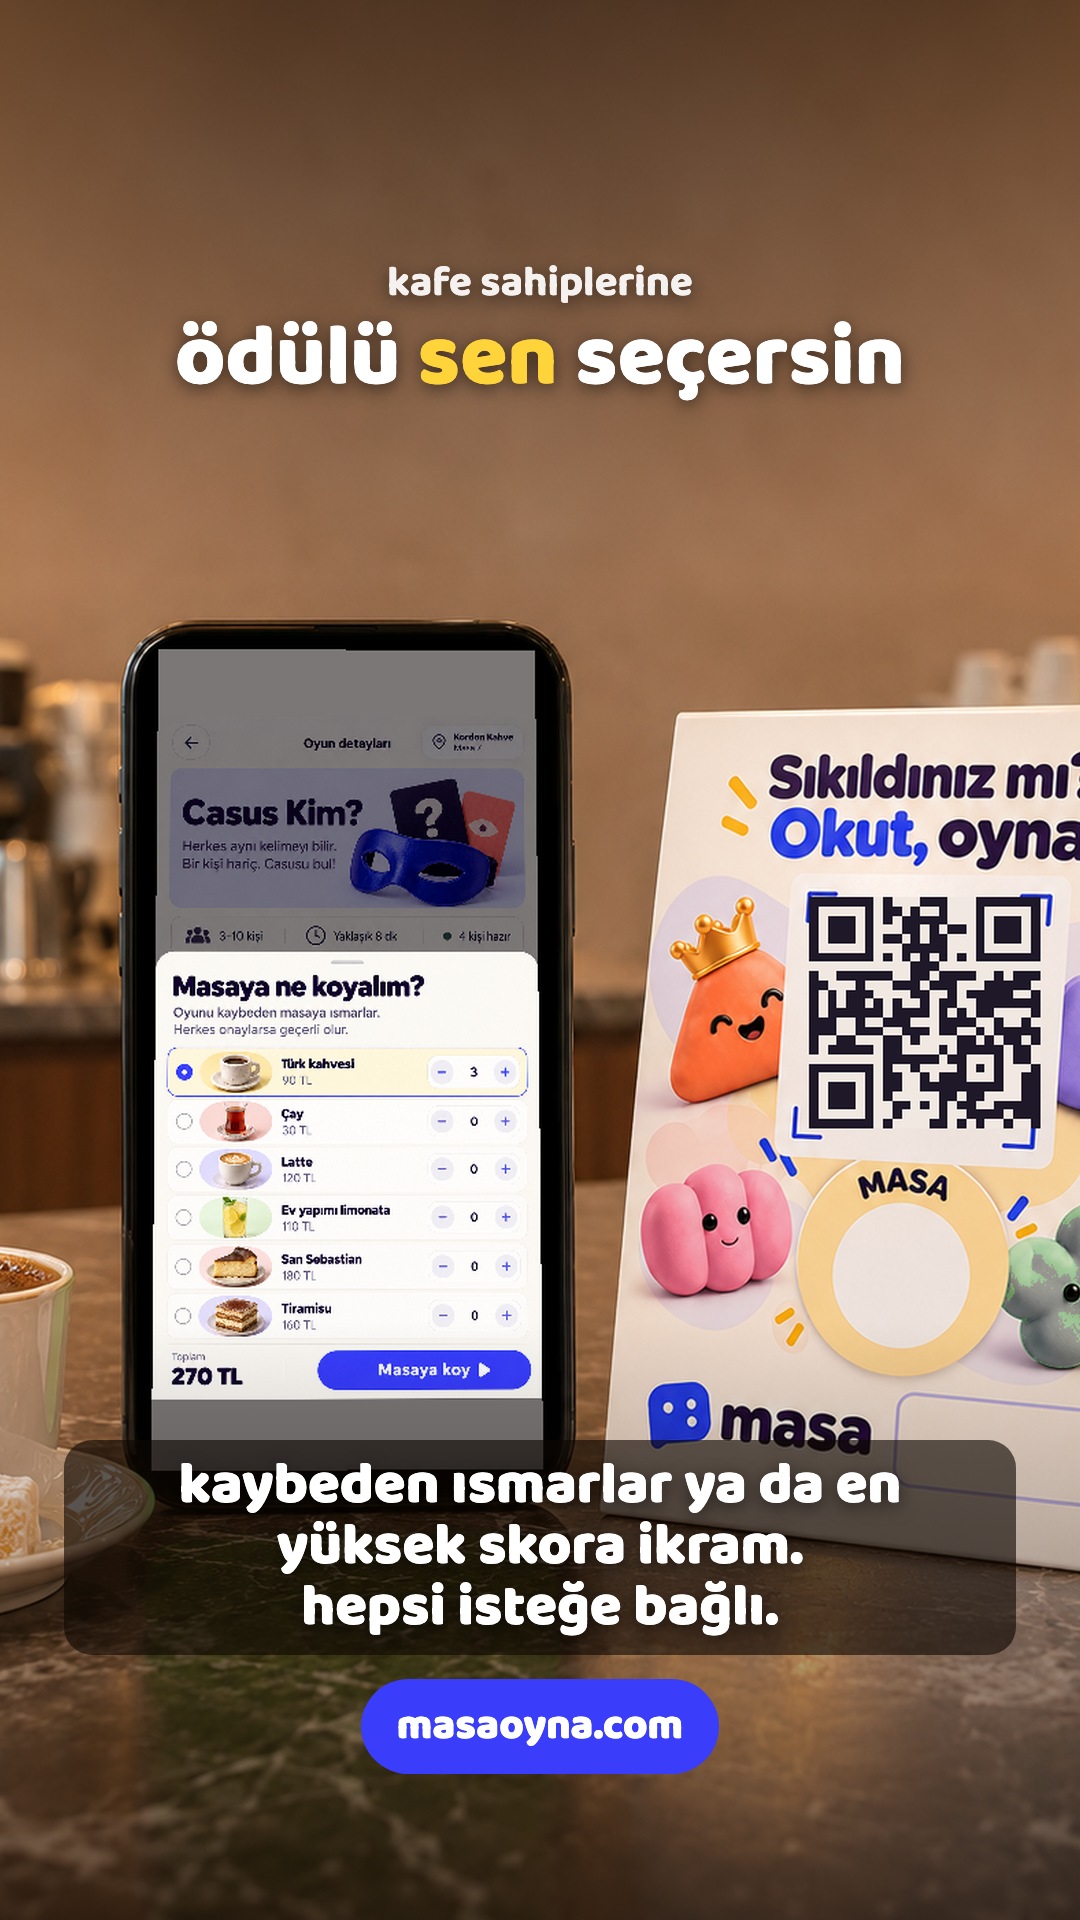 kafe sahiplerine
ödülü sen seçersin
Oyun detayları
Kordon Kahve
Masa 7
Casus Kim?
Herkes aynı kelimeyi bilir.
Bir kişi hariç. Casusu bul!
?
3-10 kişi
Yaklaşık 8 dk
4 kişi hazır
Masaya ne koyalım?
Oyunu kaybeden masaya ısmarlar.
Herkes onaylarsa geçerli olur.
Türk kahvesi
90 TL
− 3 +
Çay
30 TL
− 0 +
Latte
120 TL
− 0 +
Ev yapımı limonata
110 TL
− 0 +
San Sebastian
180 TL
− 0 +
Tiramisu
160 TL
− 0 +
Toplam
270 TL
Masaya koy
Sıkıldınız mı?
Okut, oyna
MASA
masa
kaybeden ısmarlar ya da en
yüksek skora ikram.
hepsi isteğe bağlı.
masaoyna.com